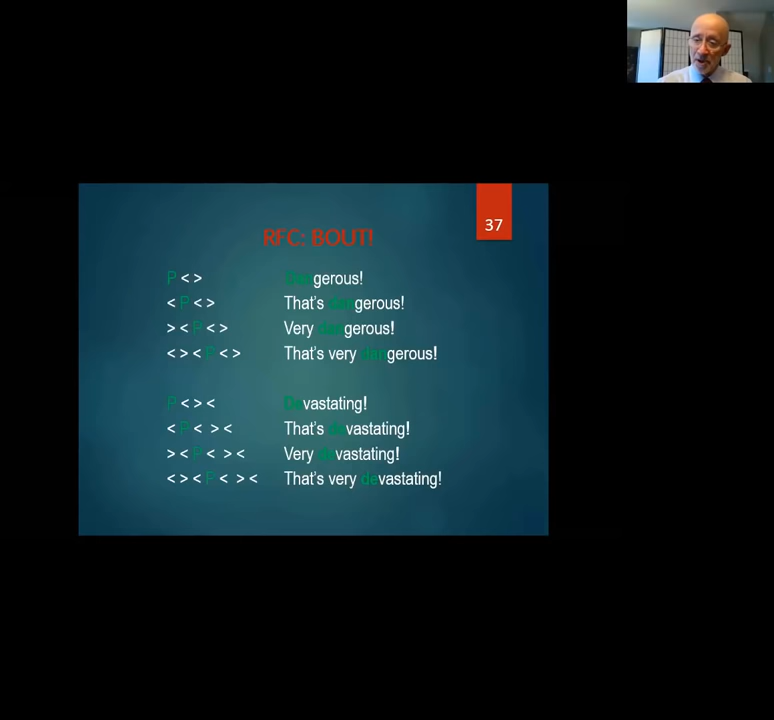 37
RFC: BOUT!
P < > Dangerous!
< P < > That's dangerous!
> < P < > Very dangerous!
< > < P < > That's very dangerous!
P < > < Devastating!
< P < > < That's devastating!
> < P < > < Very devastating!
< > < P < > < That's very devastating!